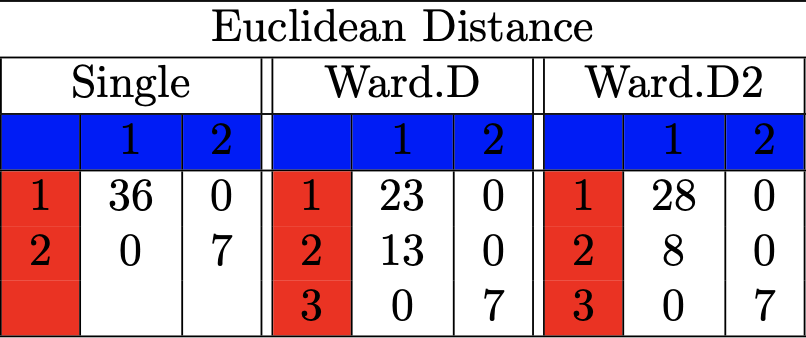 Euclidean Distance
Single Ward.D Ward.D2
1 2 1 2 1 2
1 36 0 1 23 0 1 28 0
2 0 7 2 13 0 2 8 0
3 0 7 3 0 7